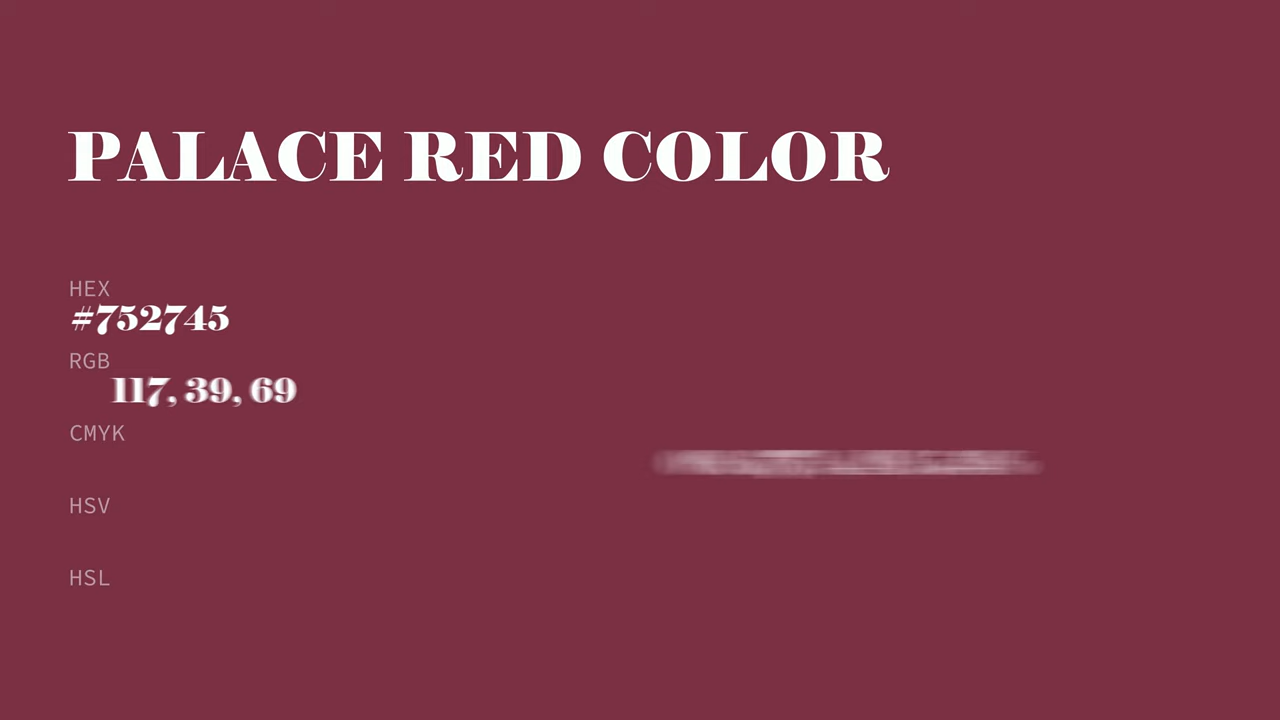 PALACE RED COLOR
HEX
#752745
RGB
117, 39, 69
CMYK
HSV
HSL